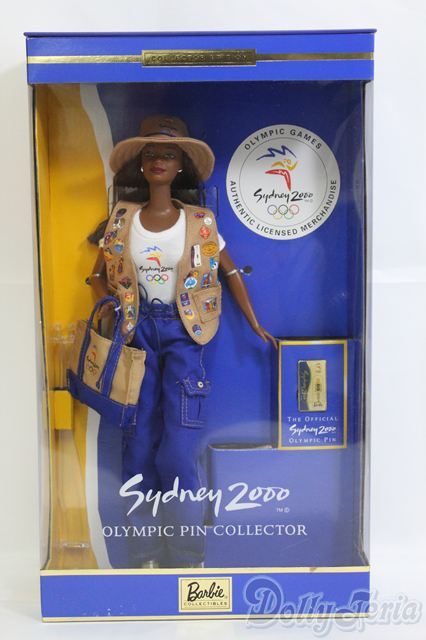 COLLECTOR EDITION
OLYMPIC GAMES
Sydney 2000
AUTHENTIC LICENSED MERCHANDISE
Sydney 2000
THE OFFICIAL
Sydney 2000
OLYMPIC PIN
Sydney 2000
OLYMPIC PIN COLLECTOR
Barbie
COLLECTIBLES
DollyTeria